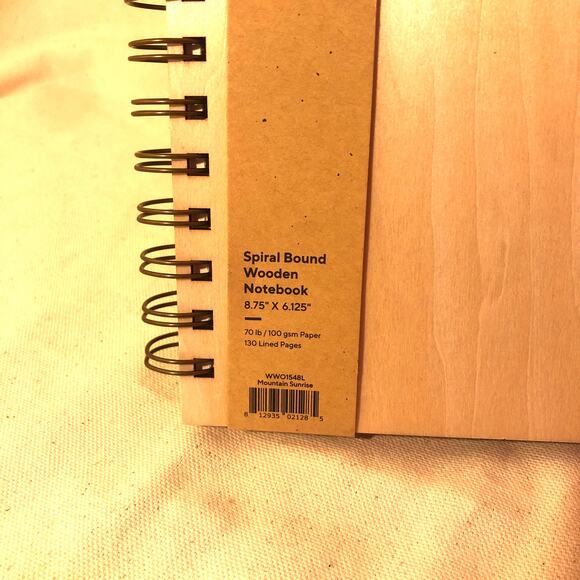 Spiral Bound
Wooden
Notebook
8.75" X 6.125"
70 lb / 100 gsm Paper
130 Lined Pages
WWO1548L
Mountain Sunrise
8 12935 02128 5